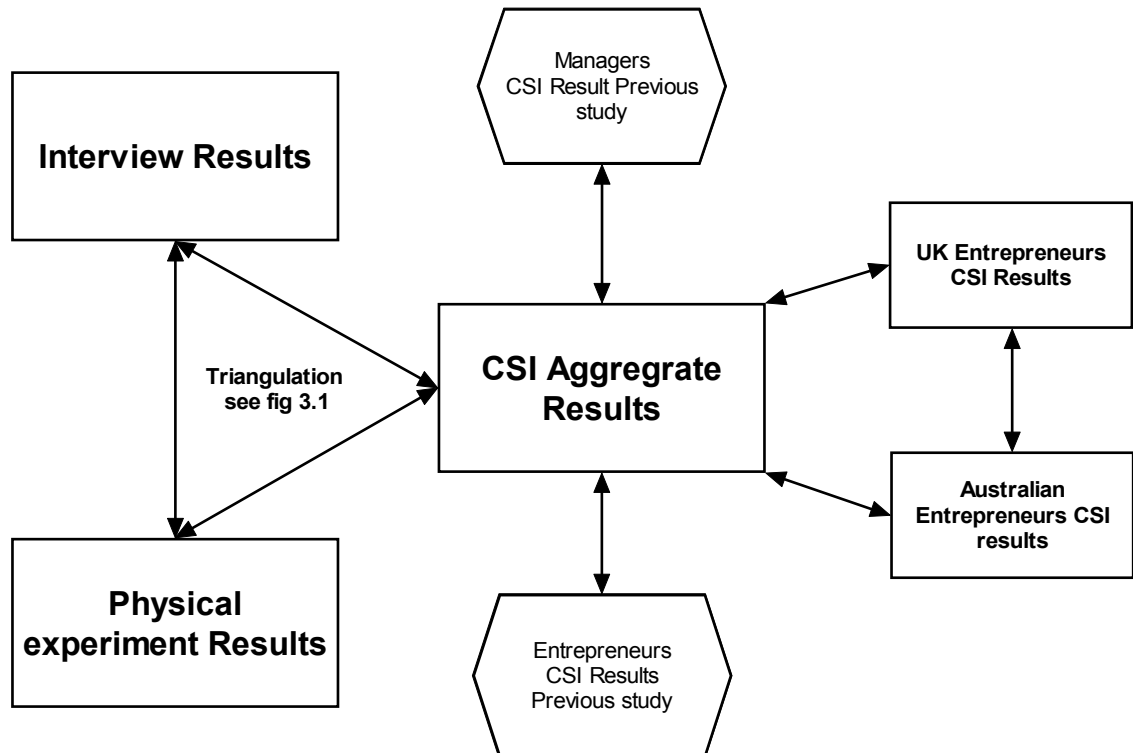 Managers
CSI Result Previous
study
Interview Results
UK Entrepreneurs
CSI Results
CSI Aggregrate
Results
Triangulation
see fig 3.1
Australian
Entrepreneurs CSI
results
Physical
experiment Results
Entrepreneurs
CSI Results
Previous study